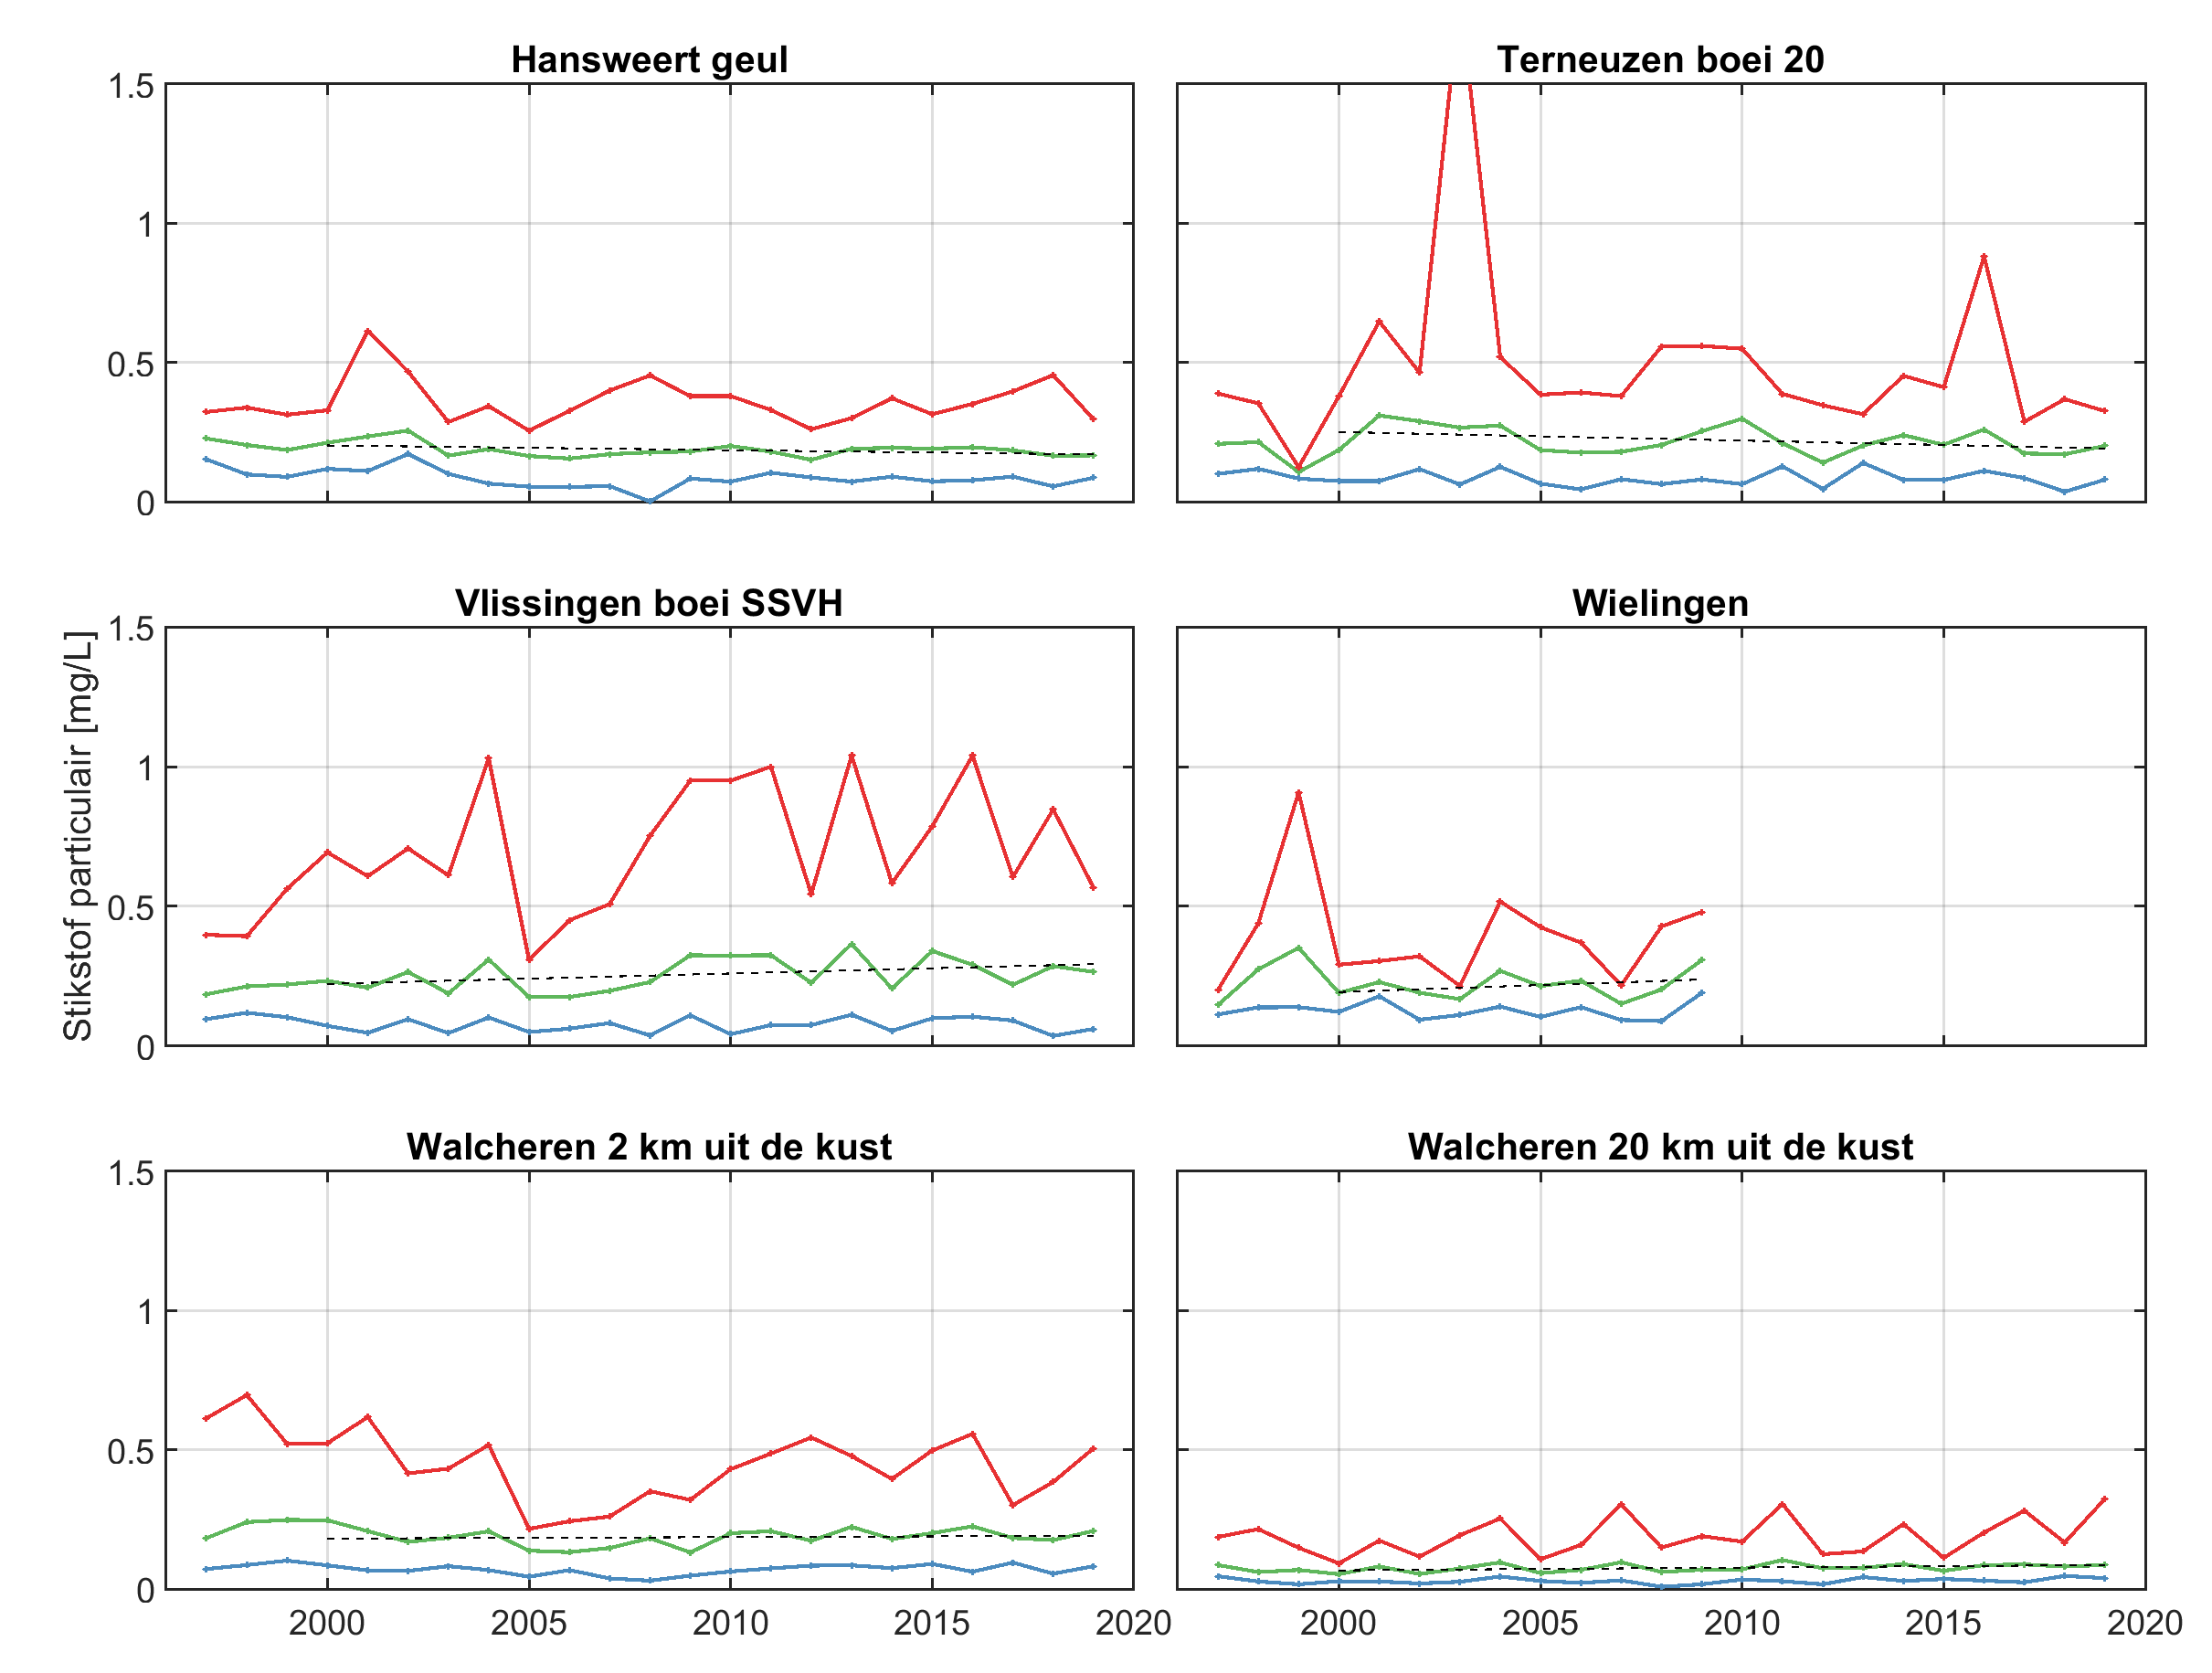 Hansweert geul
Terneuzen boei 20
1.5
1
0.5
0
Vlissingen boei SSVH
Wielingen
Stikstof particulair [mg/L]
1.5
1
0.5
0
Walcheren 2 km uit de kust
Walcheren 20 km uit de kust
1.5
1
0.5
0
2000 2005 2010 2015 2020
2000 2005 2010 2015 2020